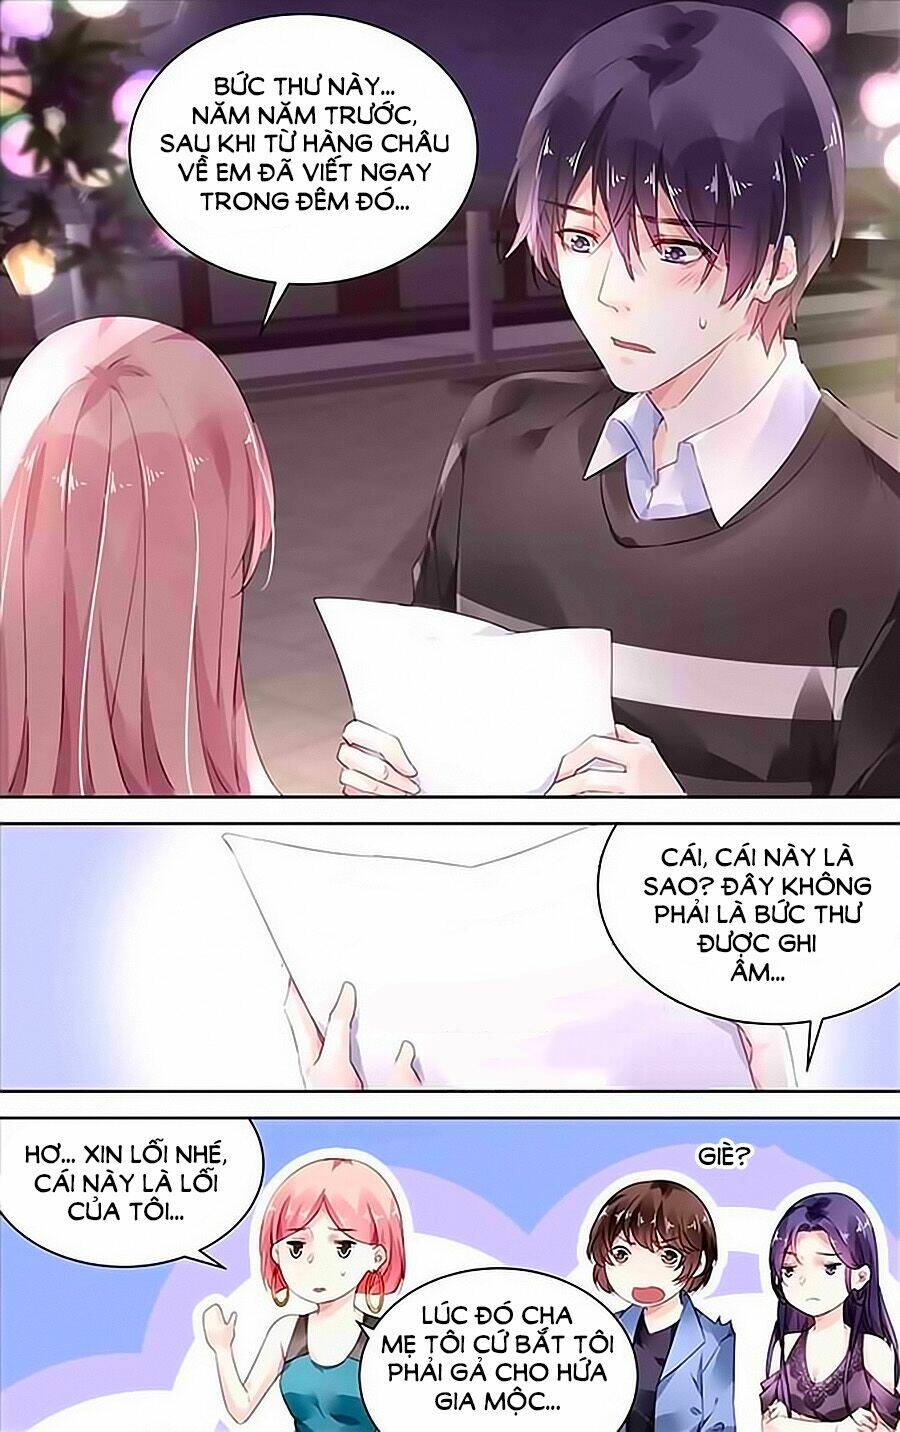 BỨC THƯ NÀY...
NĂM NĂM TRƯỚC,
SAU KHI TỪ HÀNG CHÂU
VỀ EM ĐÃ VIẾT NGAY
TRONG ĐÊM ĐÓ...
CÁI, CÁI NÀY LÀ
SAO? ĐÂY KHÔNG
PHẢI LÀ BỨC THƯ
ĐƯỢC GHI
ÂM...
HƠ... XIN LỖI NHÉ,
CÁI NÀY LÀ LỖI
CỦA TÔI...
GIÈ?
LÚC ĐÓ CHA
MẸ TÔI CỨ BẮT TÔI
PHẢI GẢ CHO HỨA
GIA MỘC...